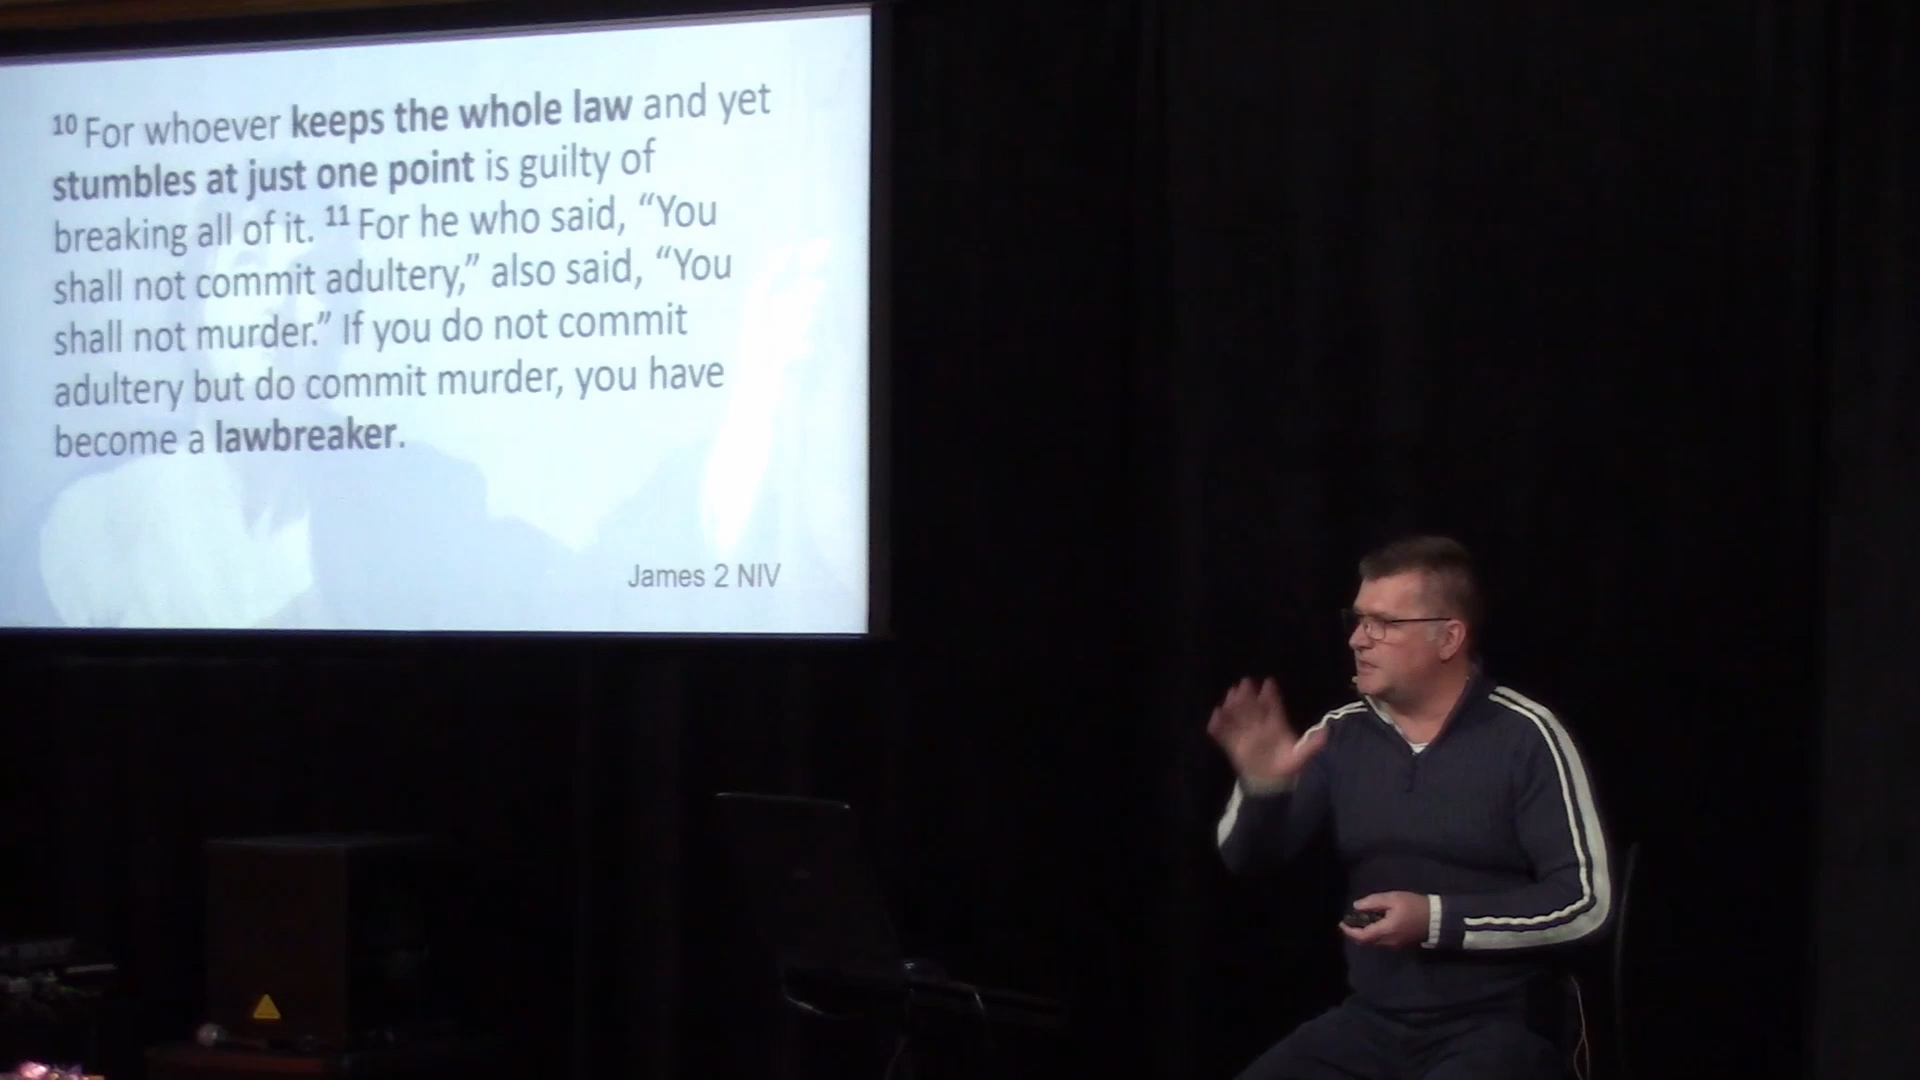 10 For whoever keeps the whole law and yet
stumbles at just one point is guilty of
breaking all of it. 11 For he who said, “You
shall not commit adultery,” also said, “You
shall not murder.” If you do not commit
adultery but do commit murder, you have
become a lawbreaker.
James 2 NIV